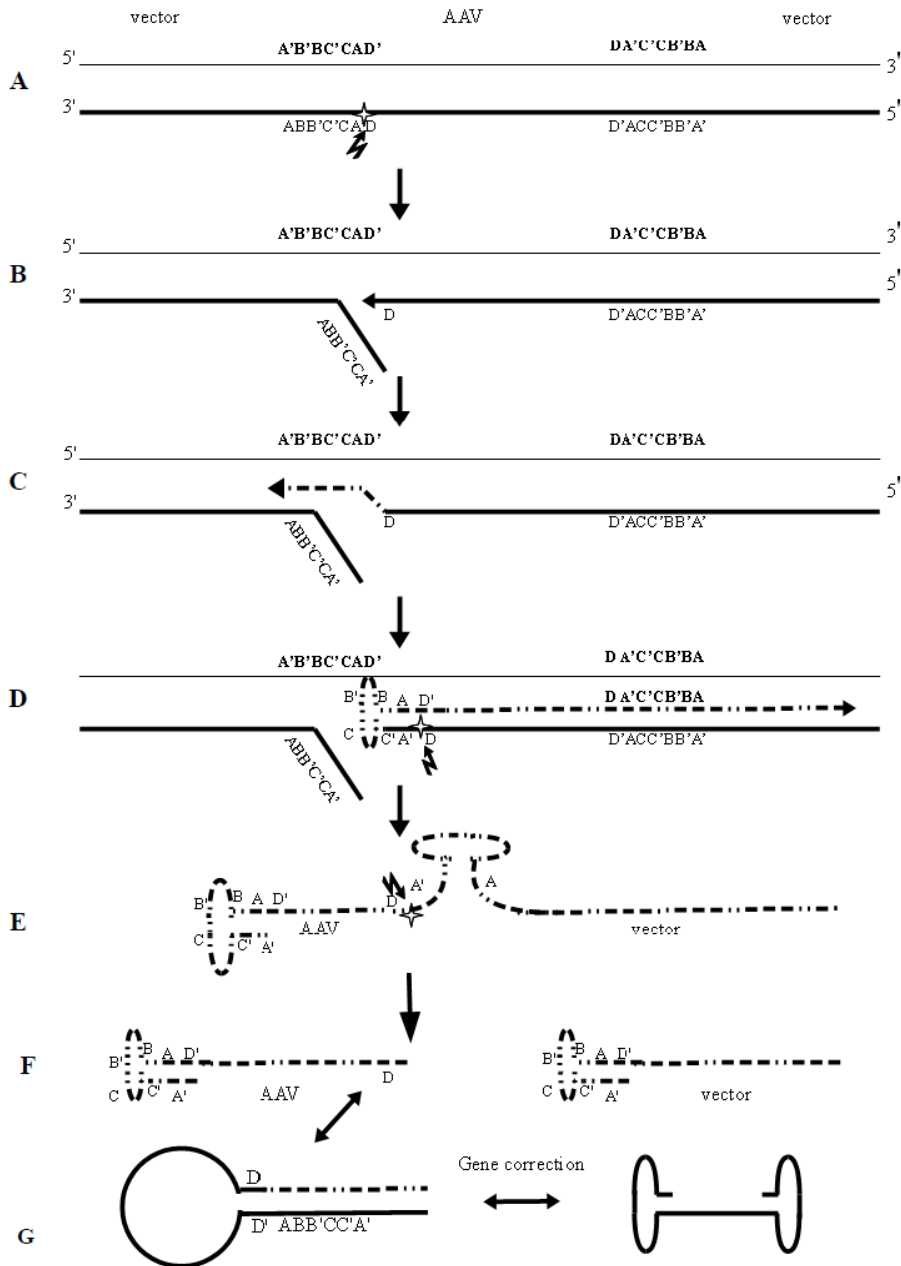 vector AAV vector
A'B'BC'CAD' DA'C'CB'BA
5' 3'
A
3' 5'
ABB'C'CA'D D'ACC'BB'A'
A'B'BC'CAD' DA'C'CB'BA 3'
5'
B 5'
3'
D D'ACC'BB'A'
ABB'C'CA'
A'B'BC'CAD' DA'C'CB'BA
5'
C
3' 5'
D D'ACC'BB'A'
ABB'C'CA'
A'B'BC'CAD' D A'C'CB'BA
D B' B A D' DA'C'CB'BA
C C' A' D D'ACC'BB'A'
ABB'C'CA'
B' B A D' D A' A
E AAV vector
C C' A'
F B' B A D' D B' B A D'
C C' A' AAV C C' A' vector
D Gene correction
D' ABB'CC'A'
G